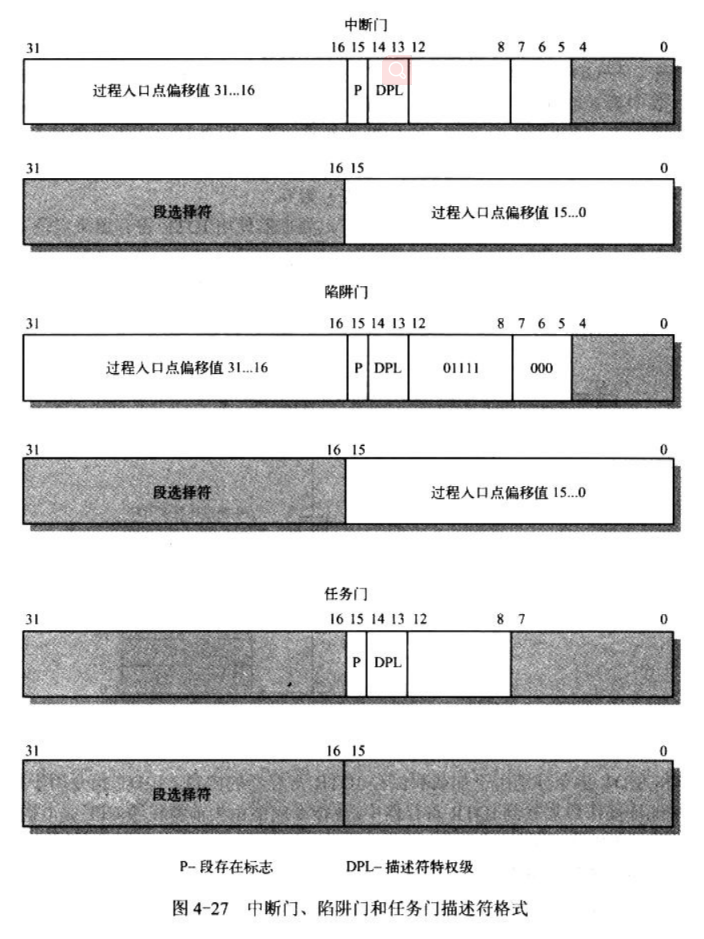 中断门
31 16 15 14 13 12 8 7 6 5 4 0
过程入口点偏移值 31...16 P DPL
31 16 15 0
段选择符 过程入口点偏移值 15...0
陷阱门
31 16 15 14 13 12 8 7 6 5 4 0
过程入口点偏移值 31...16 P DPL 01111 000
31 16 15 0
段选择符 过程入口点偏移值 15...0
任务门
31 16 15 14 13 12 8 7 0
P DPL
31 16 15 0
段选择符
P- 段存在标志 DPL- 描述符特权级
图 4-27 中断门、陷阱门和任务门描述符格式